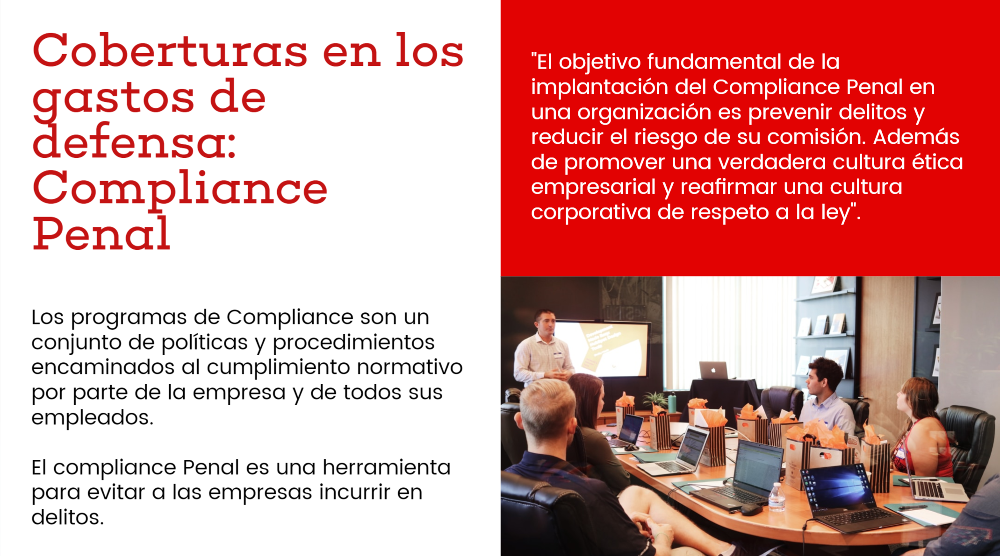 Coberturas en los
gastos de
defensa:
Compliance
Penal
Los programas de Compliance son un
conjunto de políticas y procedimientos
encaminados al cumplimiento normativo
por parte de la empresa y de todos sus
empleados.
El compliance Penal es una herramienta
para evitar a las empresas incurrir en
delitos.
"El objetivo fundamental de la
implantación del Compliance Penal en
una organización es prevenir delitos y
reducir el riesgo de su comisión. Además
de promover una verdadera cultura ética
empresarial y reafirmar una cultura
corporativa de respeto a la ley".